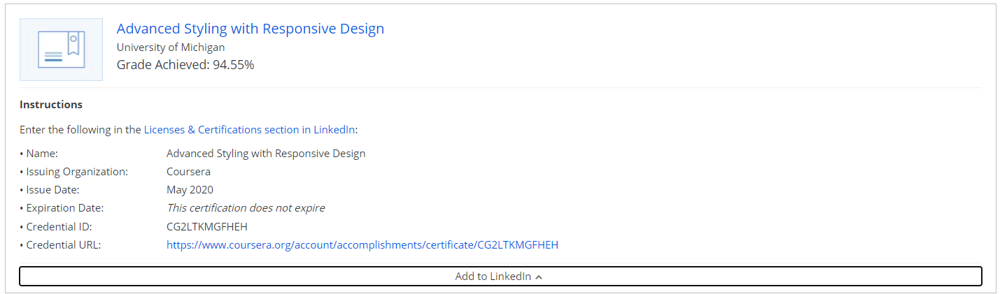 Advanced Styling with Responsive Design
University of Michigan
Grade Achieved: 94.55%
Instructions
Enter the following in the Licenses & Certifications section in LinkedIn:
• Name: Advanced Styling with Responsive Design
• Issuing Organization: Coursera
• Issue Date: May 2020
• Expiration Date: This certification does not expire
• Credential ID: CG2LTKMGFHEH
• Credential URL: https://www.coursera.org/account/accomplishments/certificate/CG2LTKMGFHEH
Add to LinkedIn